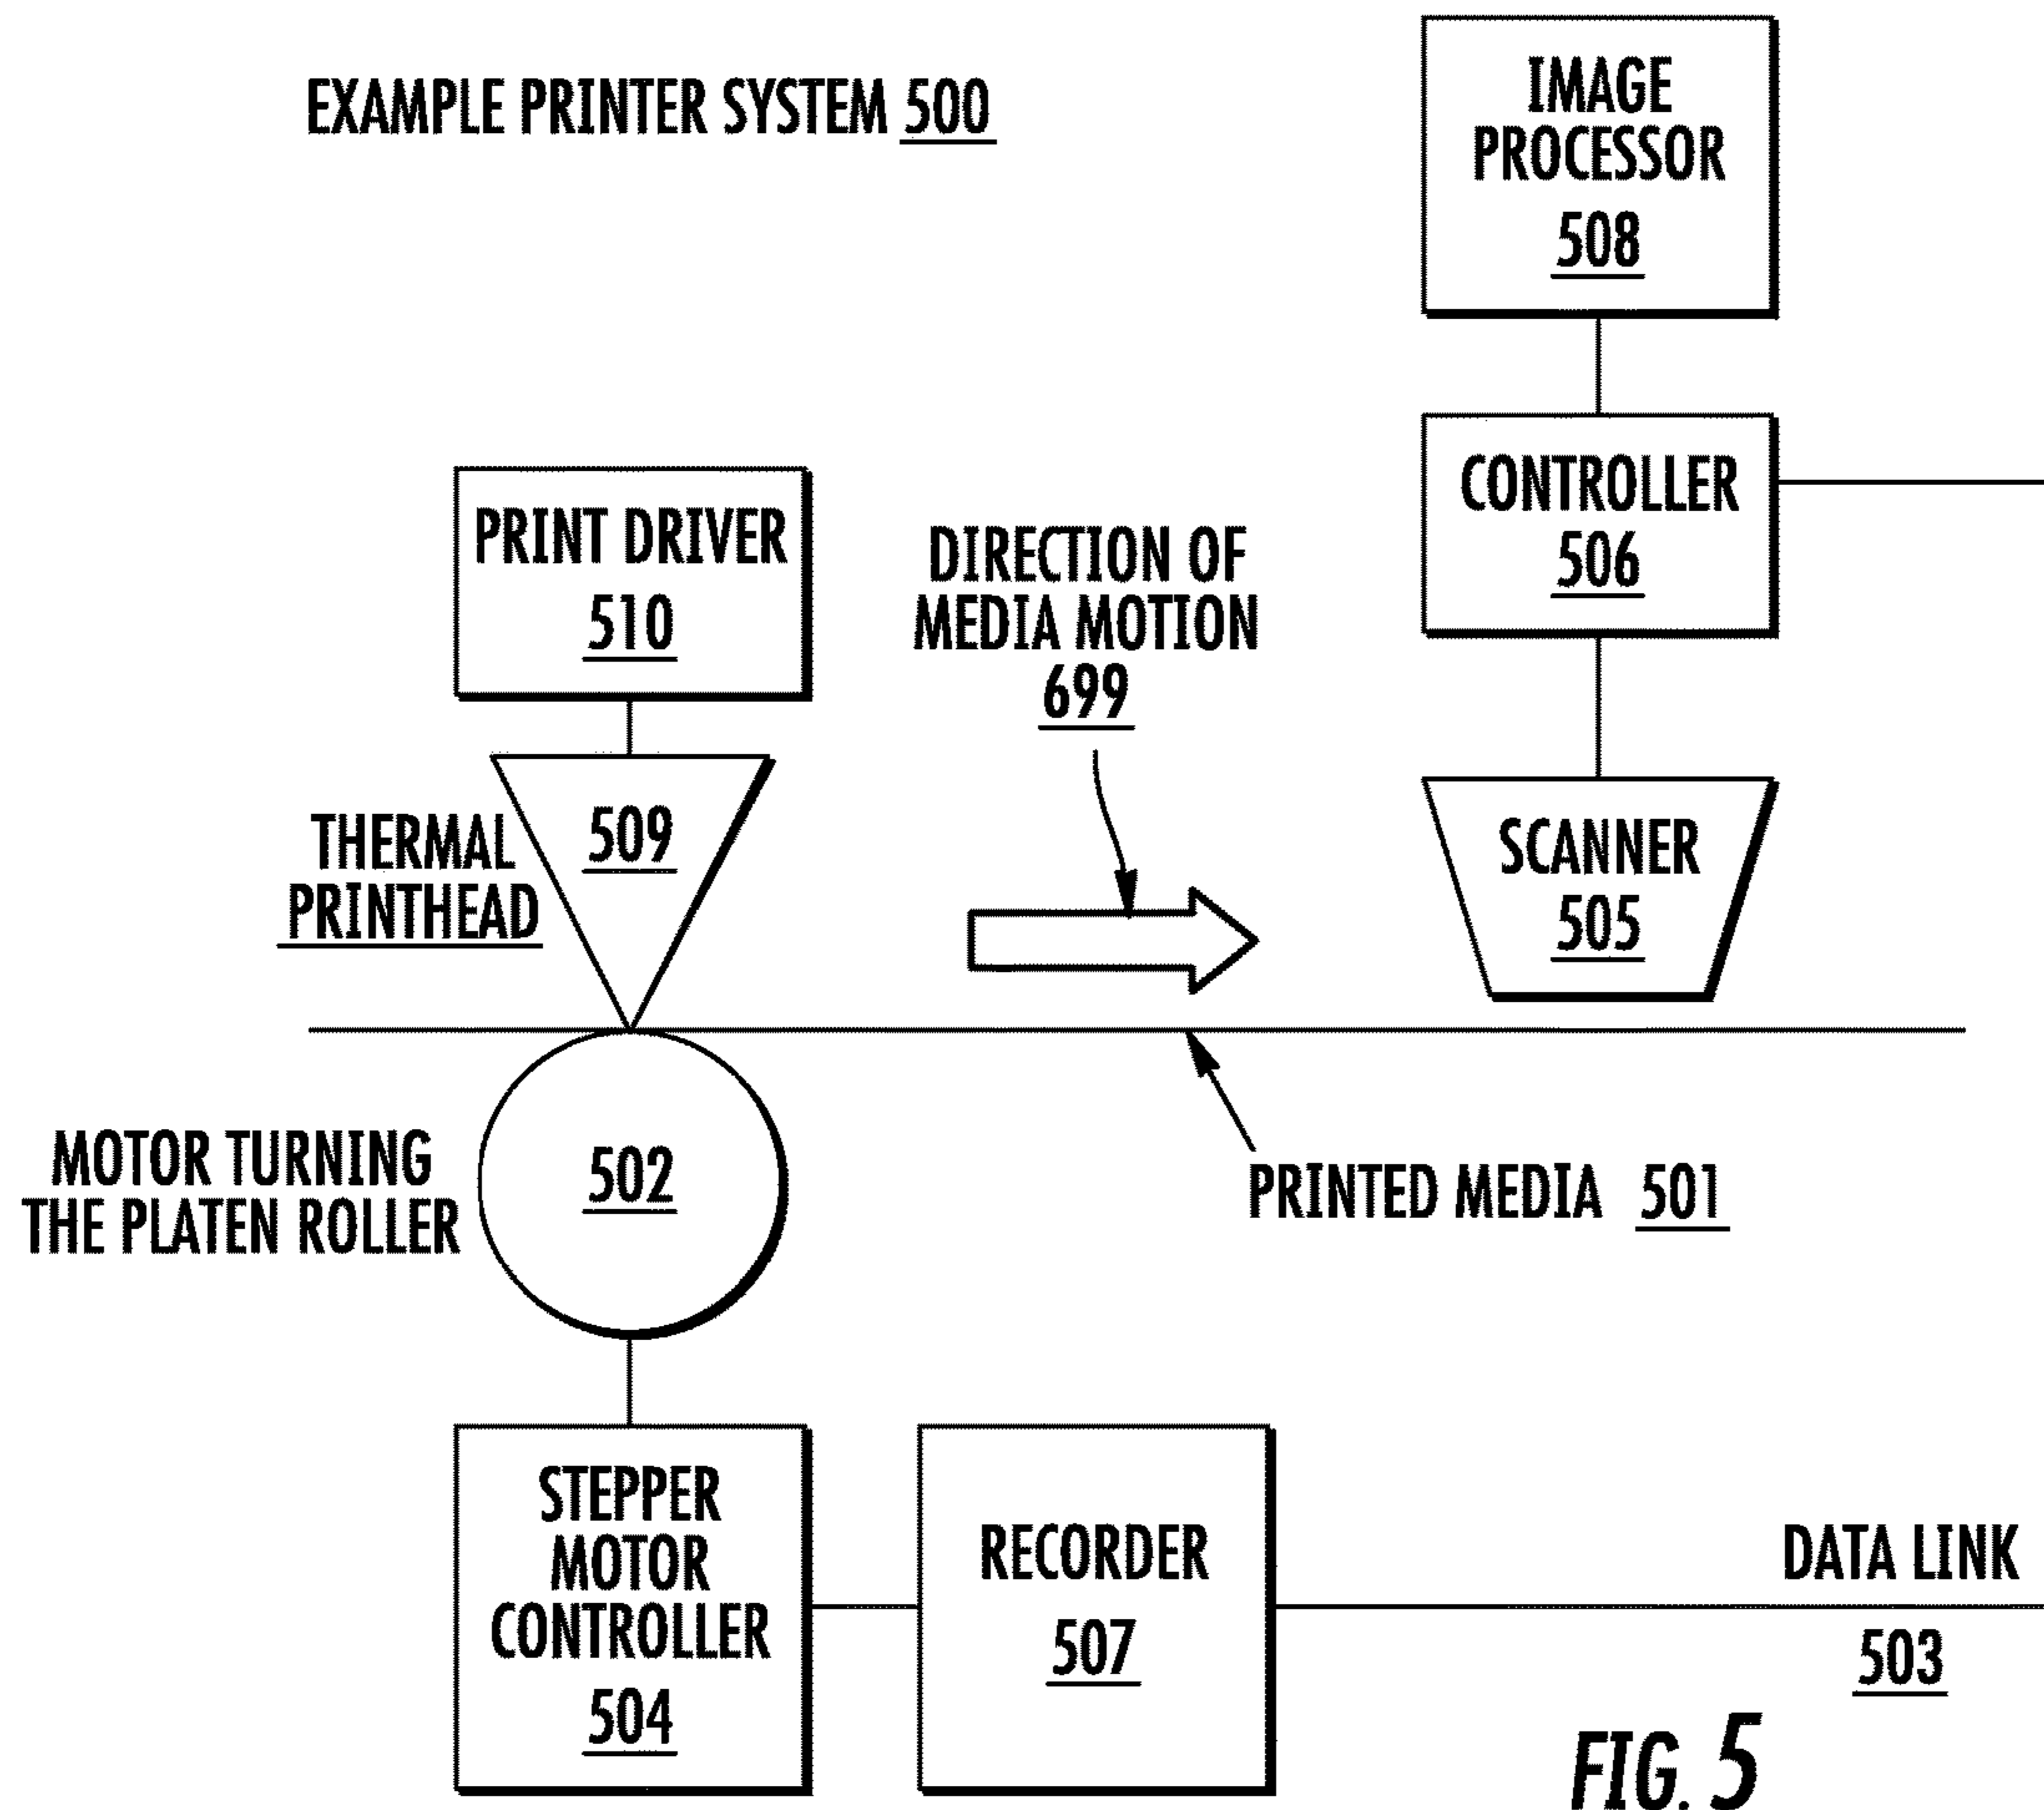 EXAMPLE PRINTER SYSTEM 500
IMAGE
PROCESSOR
508
CONTROLLER
506
PRINT DRIVER
510
DIRECTION OF
MEDIA MOTION
699
THERMAL
PRINTHEAD
509
SCANNER
505
MOTOR TURNING
THE PLATEN ROLLER
502
PRINTED MEDIA 501
STEPPER
MOTOR
CONTROLLER
504
RECORDER
507
DATA LINK
503
FIG. 5